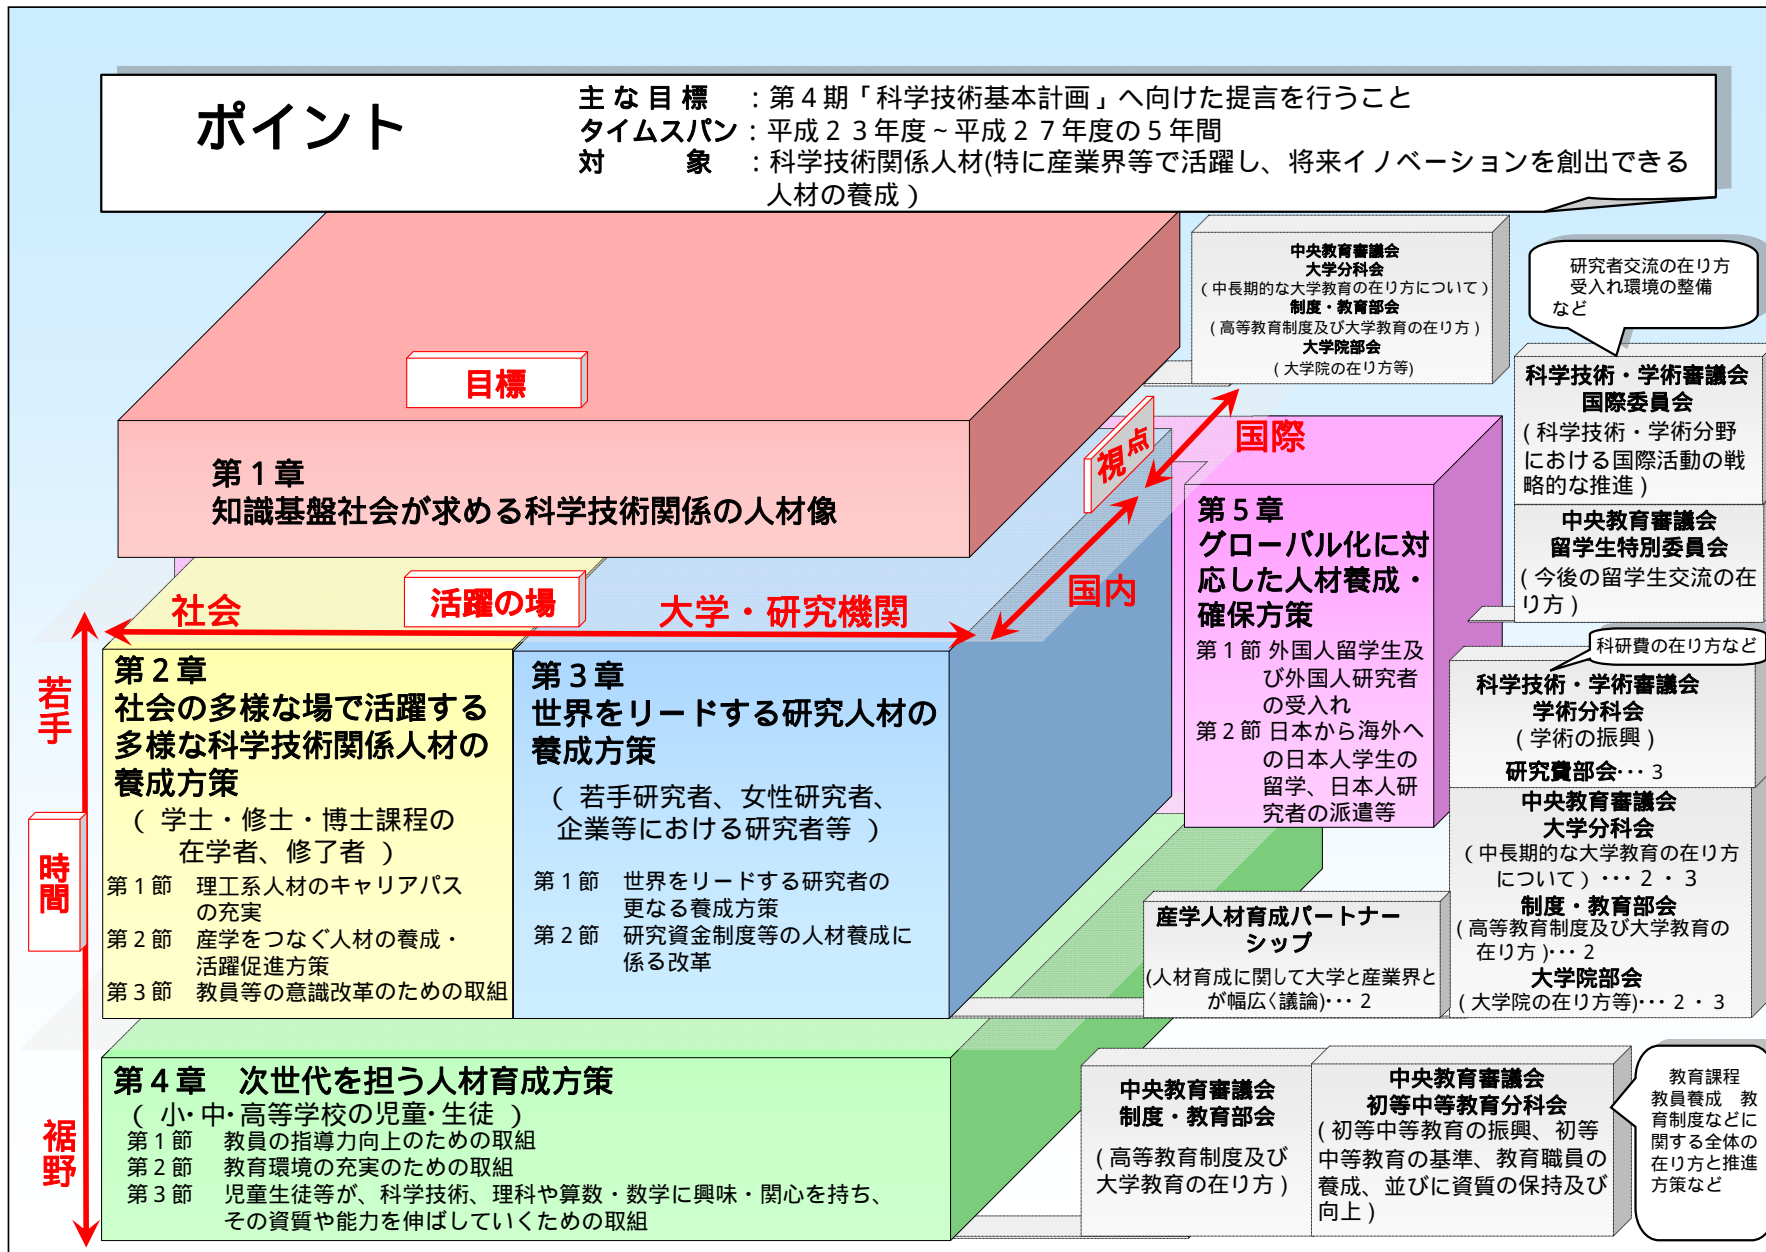 ポイント
主 な 目 標 ：第４期「科学技術基本計画」へ向けた提言を行うこと
タイムスパン：平成２３年度～平成２７年度の５年間
対 象 ：科学技術関係人材(特に産業界等で活躍し、将来イノベーションを創出できる
人材の養成）
目標
第１章
知識基盤社会が求める科学技術関係の人材像
中央教育審議会
大学分科会
（中長期的な大学教育の在り方について）
制度・教育部会
（高等教育制度及び大学教育の在り方）
大学院部会
（大学院の在り方等)
研究者交流の在り方
受入れ環境の整備
など
科学技術・学術審議会
国際委員会
（科学技術・学術分野
における国際活動の戦
略的な推進）
中央教育審議会
留学生特別委員会
（今後の留学生交流の在
り方）
視点
国際
国内
社会
活躍の場
大学・研究機関
若手
時間
裾野
第２章
社会の多様な場で活躍する
多様な科学技術関係人材の
養成方策
（ 学士・修士・博士課程の
在学者、修了者 ）
第１節 理工系人材のキャリアパス
の充実
第２節 産学をつなぐ人材の養成・
活躍促進方策
第３節 教員等の意識改革のための取組
第３章
世界をリードする研究人材の
養成方策
（ 若手研究者、女性研究者、
企業等における研究者等 ）
第１節 世界をリードする研究者の
更なる養成方策
第２節 研究資金制度等の人材養成に
係る改革
第５章
グローバル化に対
応した人材養成・
確保方策
第１節 外国人留学生及
び外国人研究者
の受入れ
第２節 日本から海外へ
の日本人学生の
留学、日本人研
究者の派遣等
科研費の在り方など
科学技術・学術審議会
学術分科会
（学術の振興）
研究費部会･･･３
中央教育審議会
大学分科会
（中長期的な大学教育の在り方
について）･･･２・３
制度・教育部会
（高等教育制度及び大学教育の
在り方）･･･２
大学院部会
（大学院の在り方等)･･･２・３
産学人材育成パートナー
シップ
(人材育成に関して大学と産業界と
が幅広く議論)･･･２
第４章 次世代を担う人材育成方策
（ 小･中･高等学校の児童･生徒 ）
第１節 教員の指導力向上のための取組
第２節 教育環境の充実のための取組
第３節 児童生徒等が、科学技術、理科や算数・数学に興味・関心を持ち、
その資質や能力を伸ばしていくための取組
中央教育審議会
制度・教育部会
（高等教育制度及び
大学教育の在り方）
中央教育審議会
初等中等教育分科会
（初等中等教育の振興、初等
中等教育の基準、教育職員の
養成、並びに資質の保持及び
向上）
教育課程
教員養成 教
育制度などに
関する全体の
在り方と推進
方策など